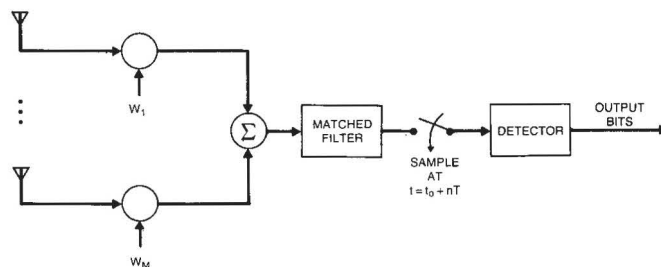 W1
Σ
MATCHED
FILTER
SAMPLE
AT
t = t0 + nT
DETECTOR
OUTPUT
BITS
WM